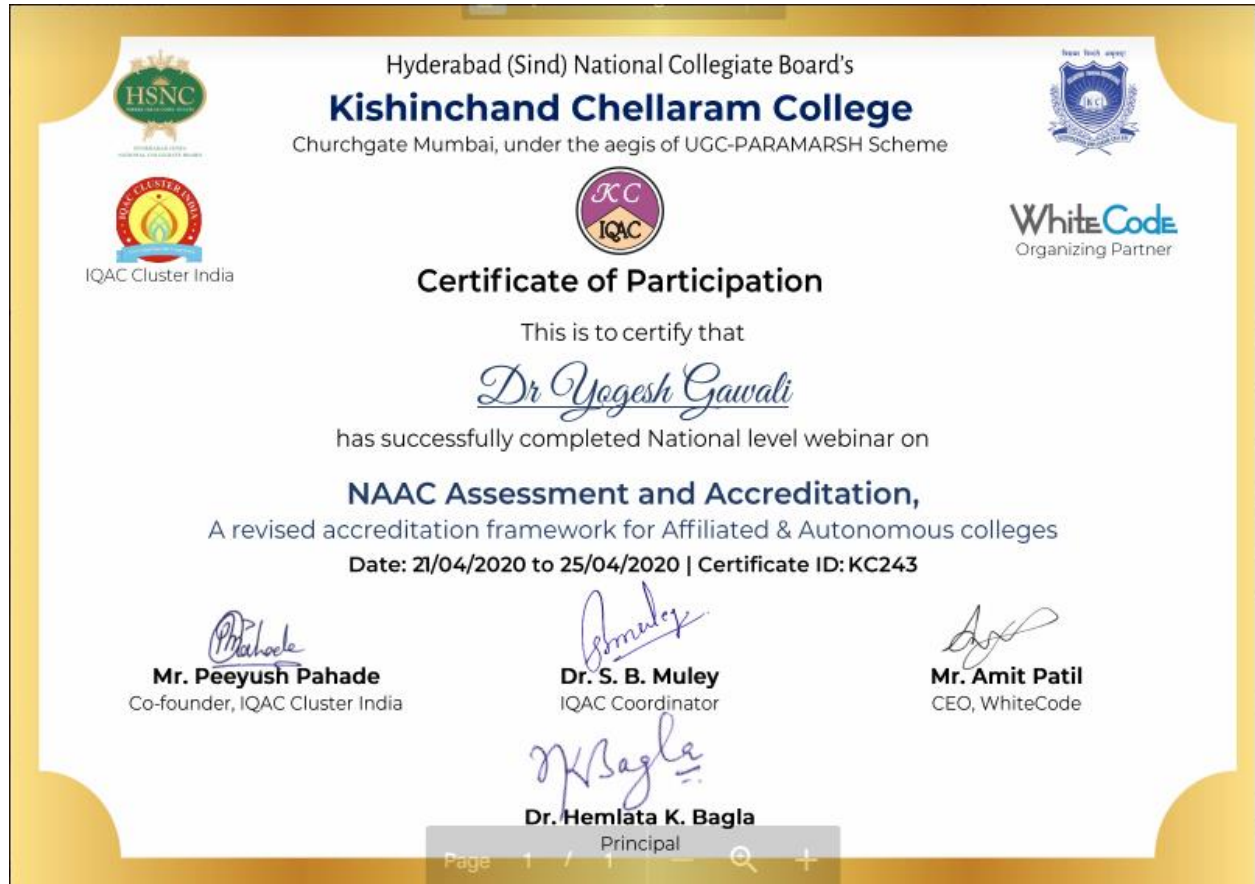 Hyderabad (Sind) National Collegiate Board's
HSNC
Kishinchand Chellaram College
Churchgate Mumbai, under the aegis of UGC-PARAMARSH Scheme
KC
IQAC CLUSTER INDIA
KC
IQAC
WhiteCode
Organizing Partner
IQAC Cluster India
Certificate of Participation
This is to certify that
Dr Yogesh Gawali
has successfully completed National level webinar on
NAAC Assessment and Accreditation,
A revised accreditation framework for Affiliated & Autonomous colleges
Date: 21/04/2020 to 25/04/2020 | Certificate ID: KC243
Mr. Peeyush Pahade
Co-founder, IQAC Cluster India
Dr. S. B. Muley
IQAC Coordinator
Mr. Amit Patil
CEO, WhiteCode
Dr. Hemlata K. Bagla
Principal
Page 1 / 1